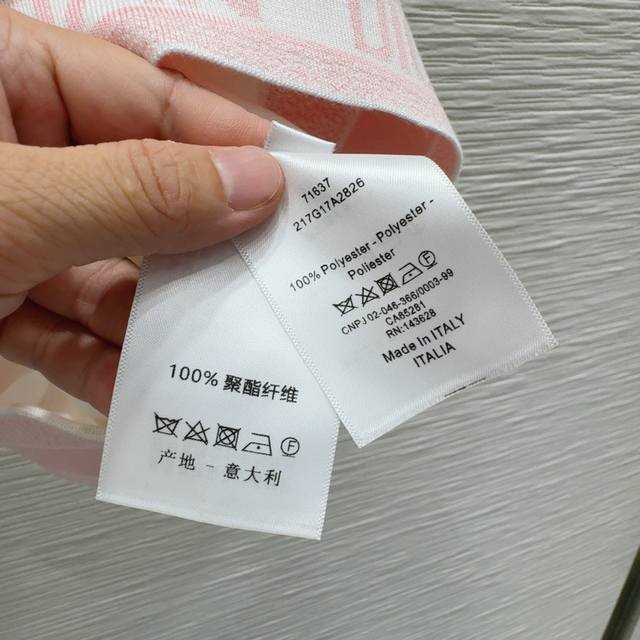 71637
217G17A2826
100% Polyester - Polyester -
Poliester
CNPJ 02-046-366/0003-99
CA65281
RN-143628
Made in ITALY
ITALIA
100% 聚酯纤维
F
产地 - 意大利